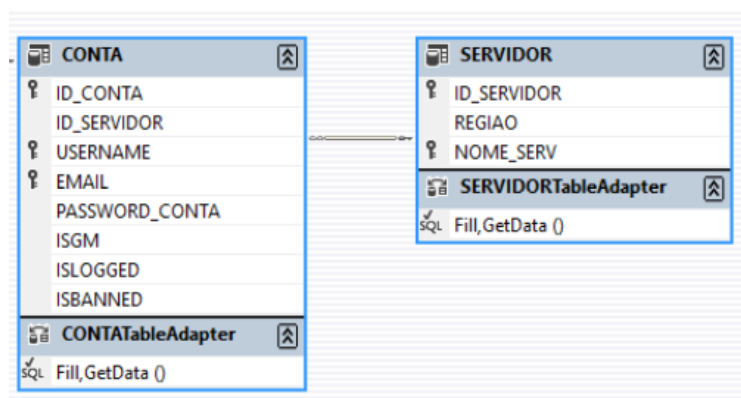 CONTA
ID_CONTA
ID_SERVIDOR
USERNAME
EMAIL
PASSWORD_CONTA
ISGM
ISLOGGED
ISBANNED
CONTATableAdapter
SQL Fill,GetData ()
SERVIDOR
ID_SERVIDOR
REGIAO
NOME_SERV
SERVIDORTableAdapter
SQL Fill,GetData ()